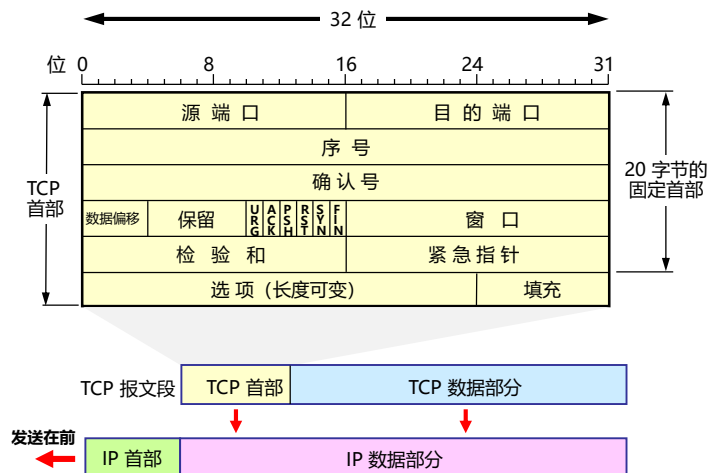 32 位
位 0 8 16 24 31
源 端 口 目 的 端 口
序 号
确 认 号
数据偏移 保留 URG ACK PSH RST SYN FIN 窗 口
检 验 和 紧 急 指 针
选 项 (长度可变) 填充
TCP
首部
20 字节的
固定首部
TCP 报文段 TCP 首部 TCP 数据部分
发送在前
IP 首部 IP 数据部分